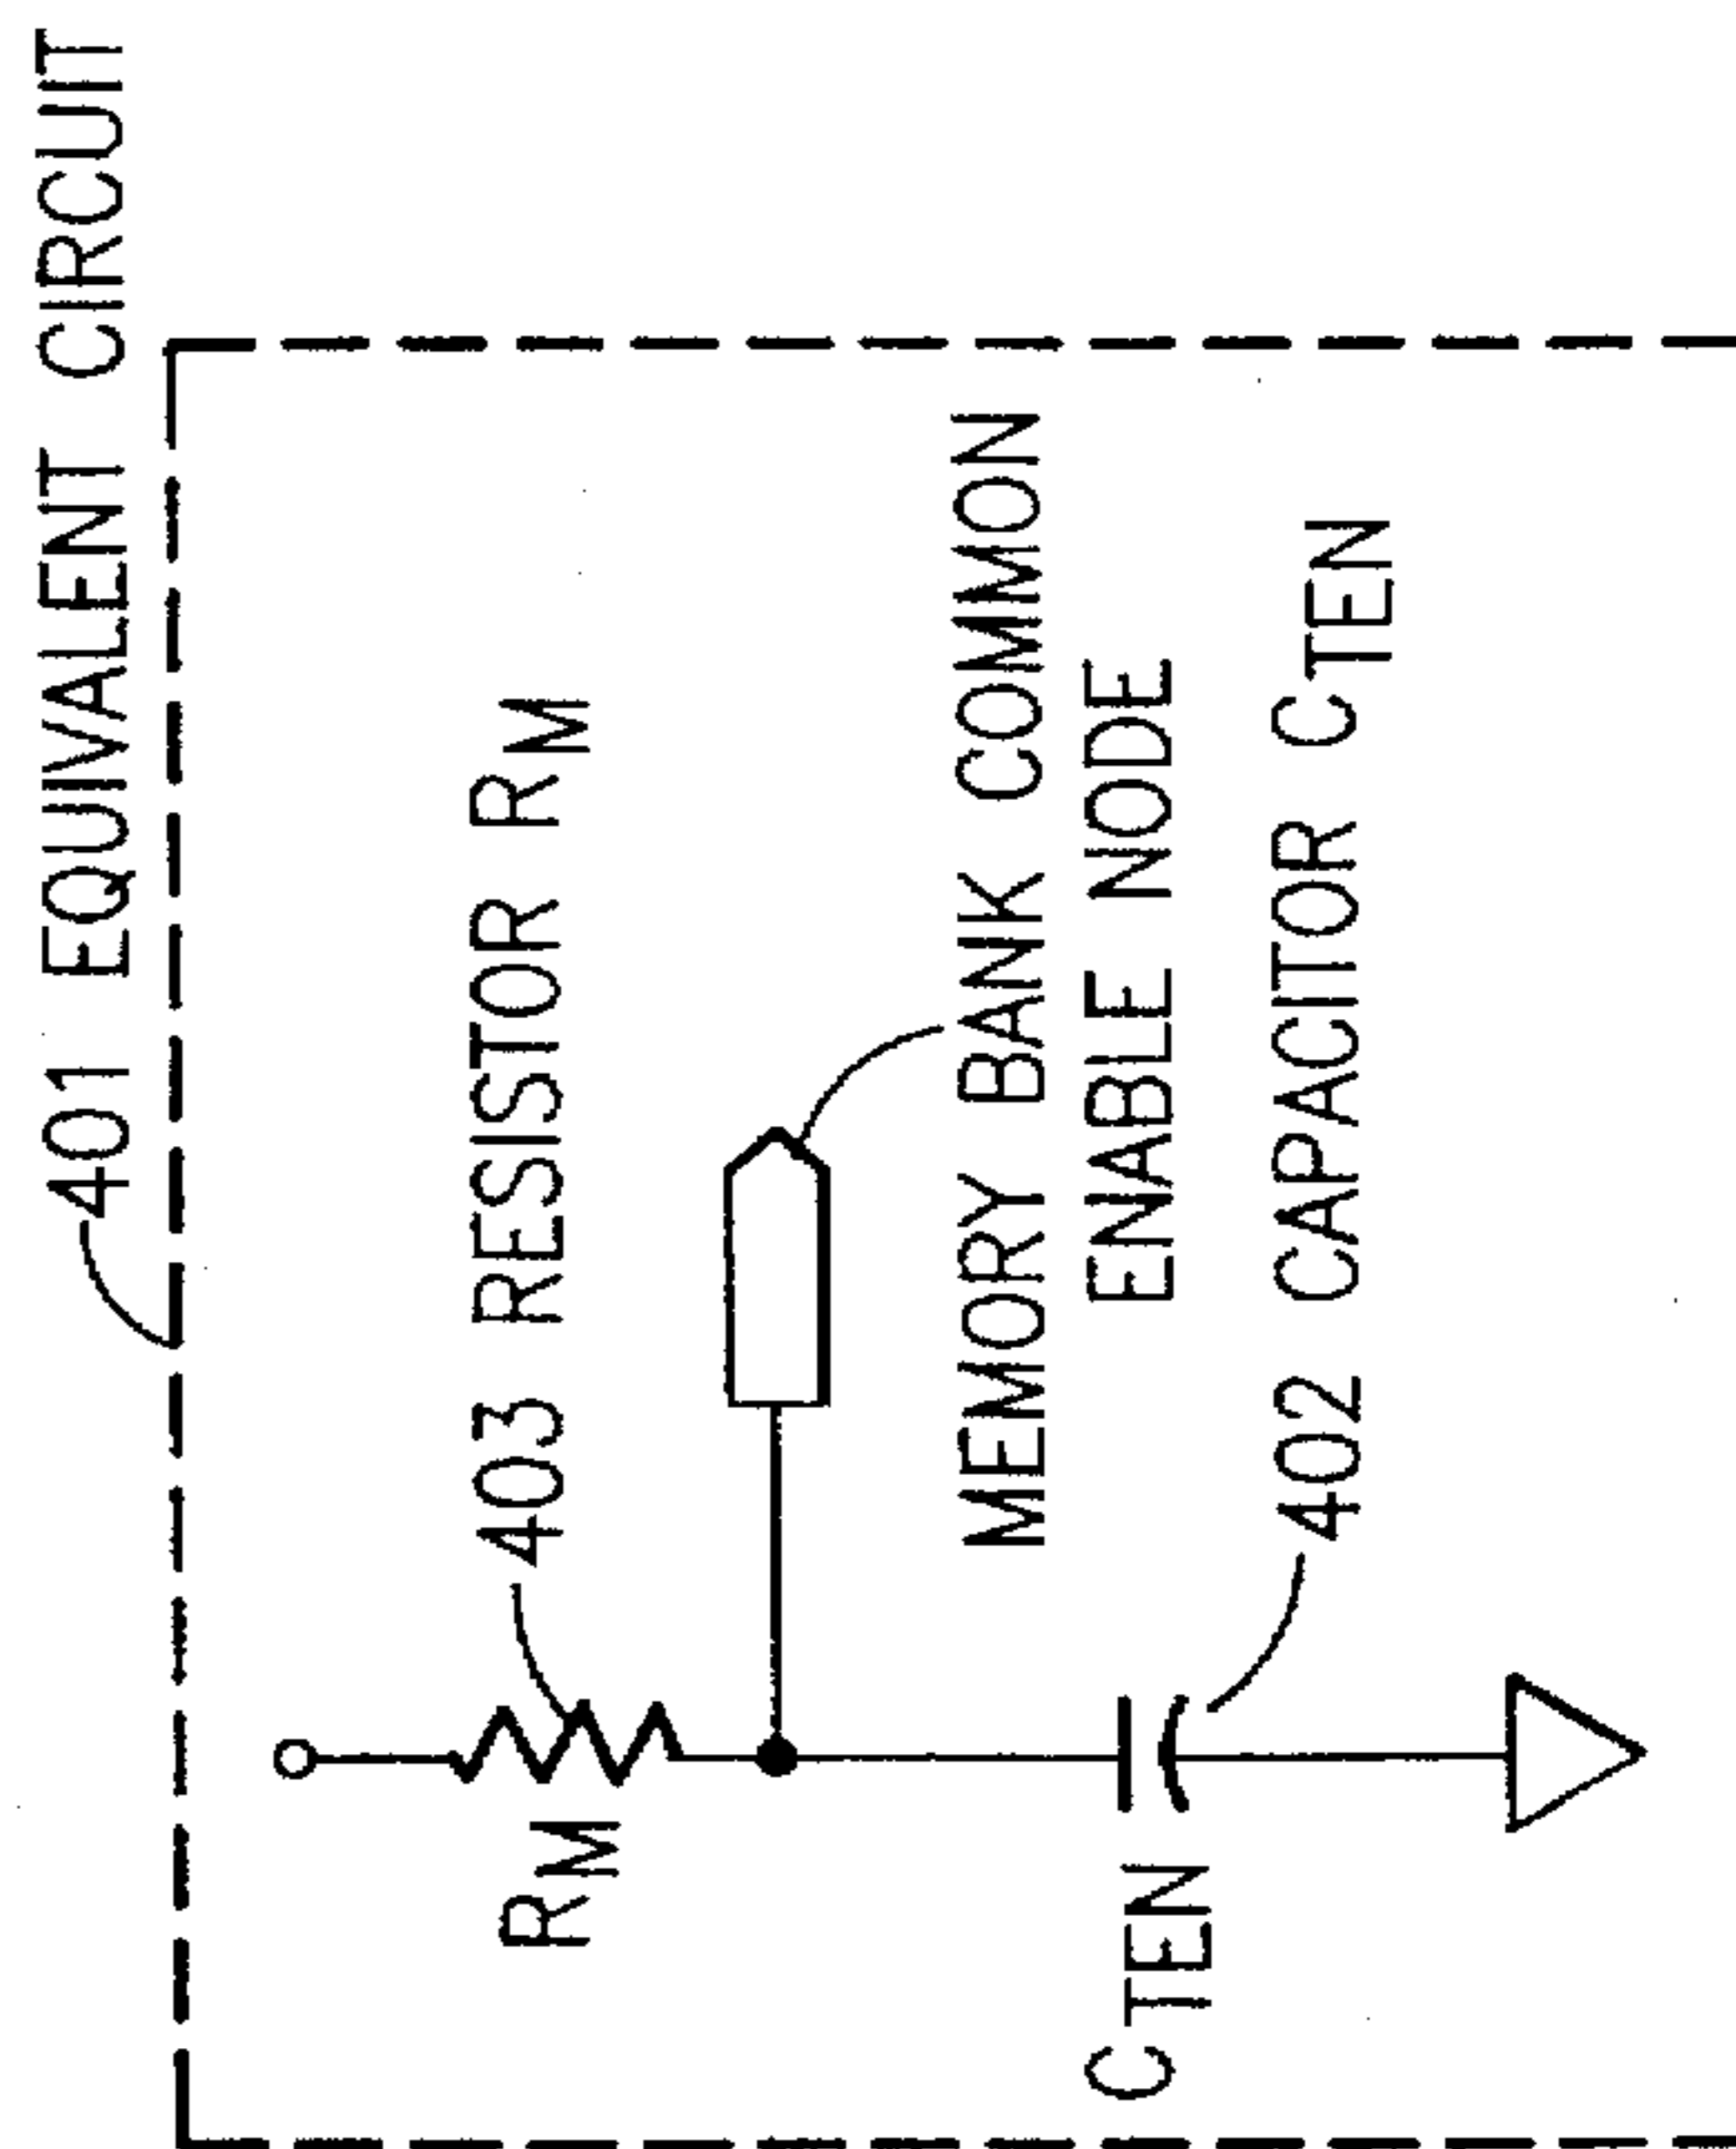 401 EQUIVALENT CIRCUIT
403 RESISTOR RM
RM
MEMORY BANK COMMON
ENABLE NODE
402 CAPACITOR CTEN
CTEN